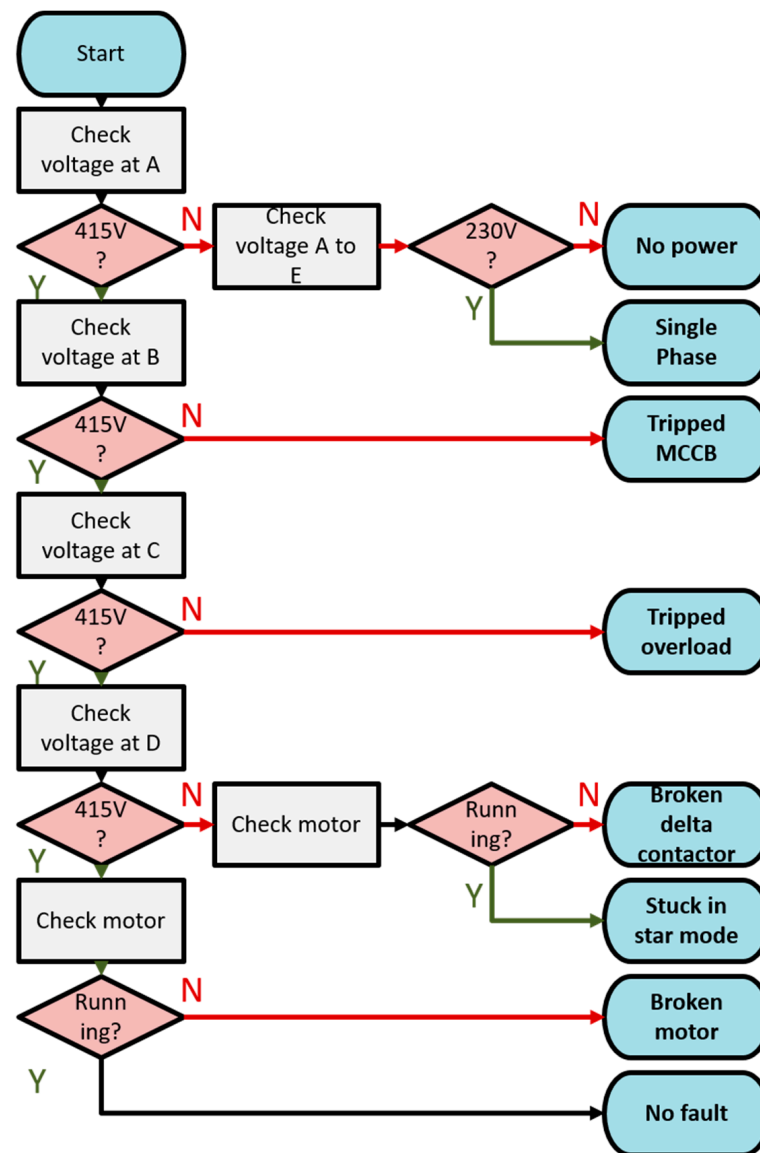 Start
Check
voltage at A
415V
?
N
Y
Check
voltage A to
E
230V
?
N
Y
No power
Single
Phase
Check
voltage at B
415V
?
N
Y
Tripped
MCCB
Check
voltage at C
415V
?
N
Y
Tripped
overload
Check
voltage at D
415V
?
N
Y
Check motor
Runn
ing?
N
Y
Broken
delta
contactor
Stuck in
star mode
Check motor
Runn
ing?
N
Y
Broken
motor
No fault